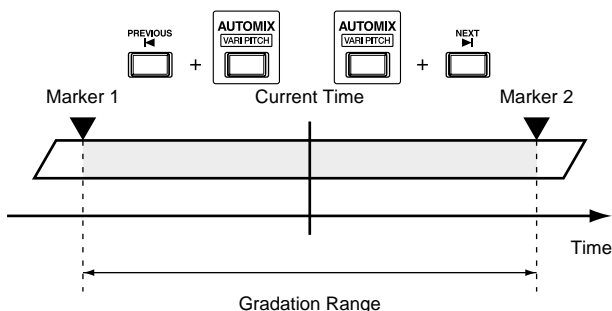 PREVIOUS
AUTOMIX
VARI PITCH
+
AUTOMIX
VARI PITCH
+
NEXT
Marker 1
Current Time
Marker 2
Time
Gradation Range